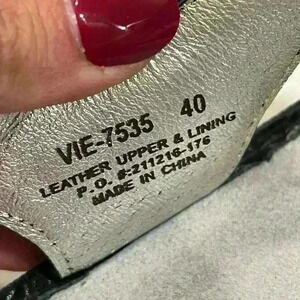 VIE-7535 40
LEATHER UPPER & LINING
P.O. #:211216-176
MADE IN CHINA